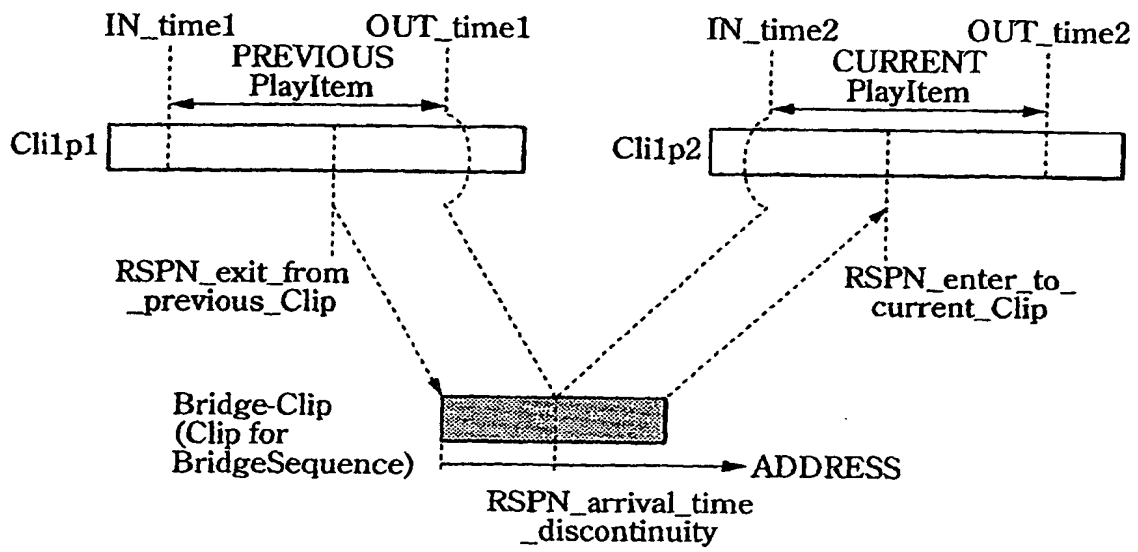 IN_time1
OUT_time1
IN_time2
OUT_time2
PREVIOUS
PlayItem
CURRENT
PlayItem
Cli1p1
Cli1p2
RSPN_exit_from
_previous_Clip
RSPN_enter_to_
current_Clip
Bridge-Clip
(Clip for
BridgeSequence)
ADDRESS
RSPN_arrival_time
_discontinuity